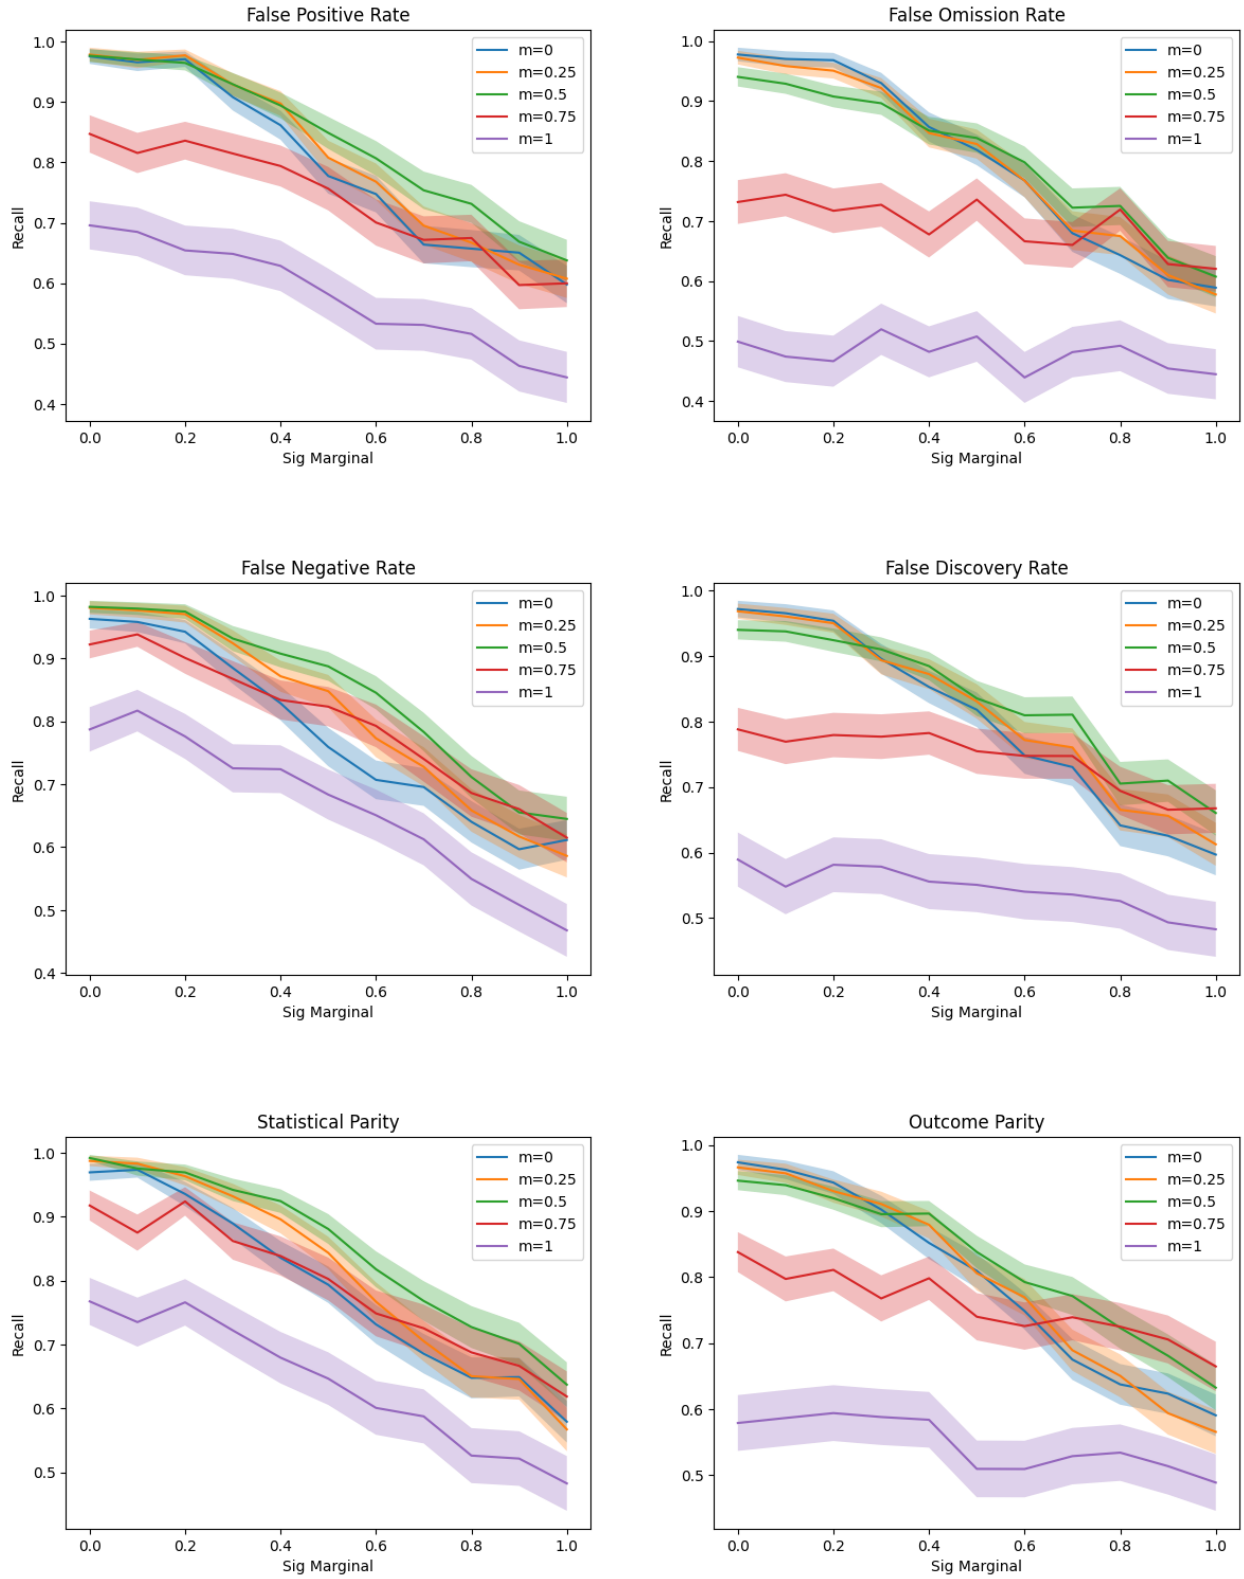 False Positive Rate
1.0
0.9
0.8
0.7
0.6
0.5
0.4
Recall
m=0
m=0.25
m=0.5
m=0.75
m=1
0.0 0.2 0.4 0.6 0.8 1.0
Sig Marginal
False Omission Rate
1.0
0.9
0.8
0.7
0.6
0.5
0.4
Recall
m=0
m=0.25
m=0.5
m=0.75
m=1
0.0 0.2 0.4 0.6 0.8 1.0
Sig Marginal
False Negative Rate
1.0
0.9
0.8
0.7
0.6
0.5
0.4
Recall
m=0
m=0.25
m=0.5
m=0.75
m=1
0.0 0.2 0.4 0.6 0.8 1.0
Sig Marginal
False Discovery Rate
1.0
0.9
0.8
0.7
0.6
0.5
Recall
m=0
m=0.25
m=0.5
m=0.75
m=1
0.0 0.2 0.4 0.6 0.8 1.0
Sig Marginal
Statistical Parity
1.0
0.9
0.8
0.7
0.6
0.5
Recall
m=0
m=0.25
m=0.5
m=0.75
m=1
0.0 0.2 0.4 0.6 0.8 1.0
Sig Marginal
Outcome Parity
1.0
0.9
0.8
0.7
0.6
0.5
Recall
m=0
m=0.25
m=0.5
m=0.75
m=1
0.0 0.2 0.4 0.6 0.8 1.0
Sig Marginal